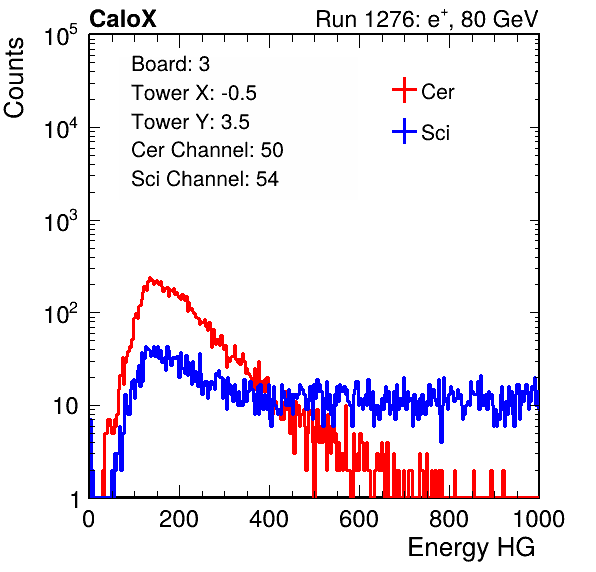 CaloX Run 1276: e⁺, 80 GeV
Counts
10⁵
10⁴
10³
10²
10
1
Board: 3
Tower X: -0.5
Tower Y: 3.5
Cer Channel: 50
Sci Channel: 54
Cer
Sci
0 200 400 600 800 1000
Energy HG